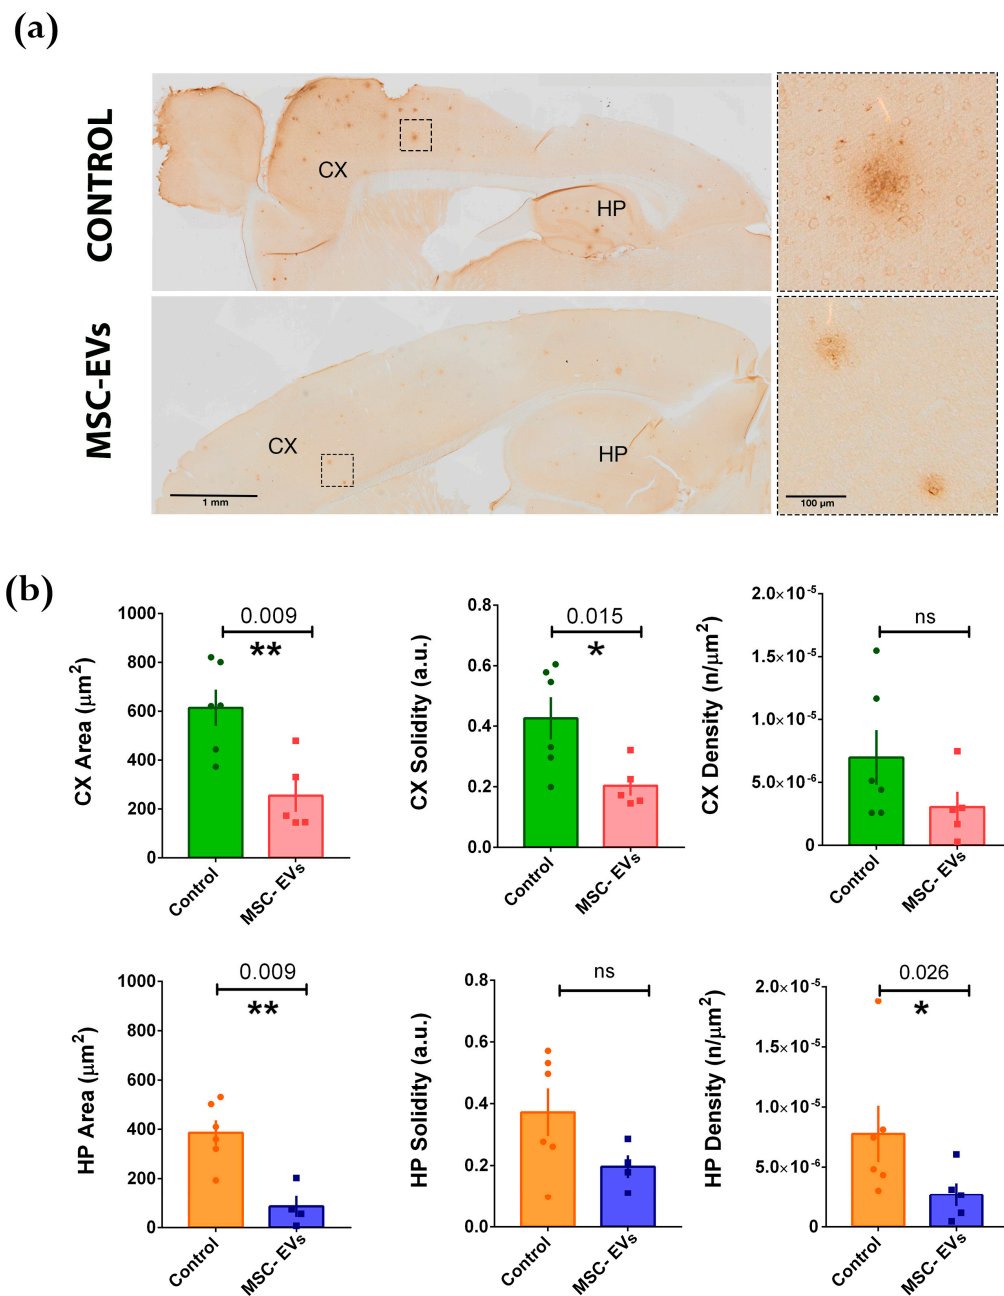 (a)
CONTROL
CX
HP
MSC-EVs
CX
HP
1 mm
100 µm
(b)
CX Area (µm²)
1000
800
600
400
200
0
0.009
**
Control
MSC- EVs
CX Solidity (a.u.)
0.8
0.6
0.4
0.2
0.0
0.015
*
Control
MSC- EVs
CX Density (n/µm²)
2.0×10⁻⁵
1.5×10⁻⁵
1.0×10⁻⁵
5.0×10⁻⁶
0
ns
Control
MSC- EVs
HP Area (µm²)
1000
800
600
400
200
0
0.009
**
Control
MSC- EVs
HP Solidity (a.u.)
0.8
0.6
0.4
0.2
0.0
ns
Control
MSC- EVs
HP Density (n/µm²)
2.0×10⁻⁵
1.5×10⁻⁵
1.0×10⁻⁵
5.0×10⁻⁶
0
0.026
*
Control
MSC- EVs